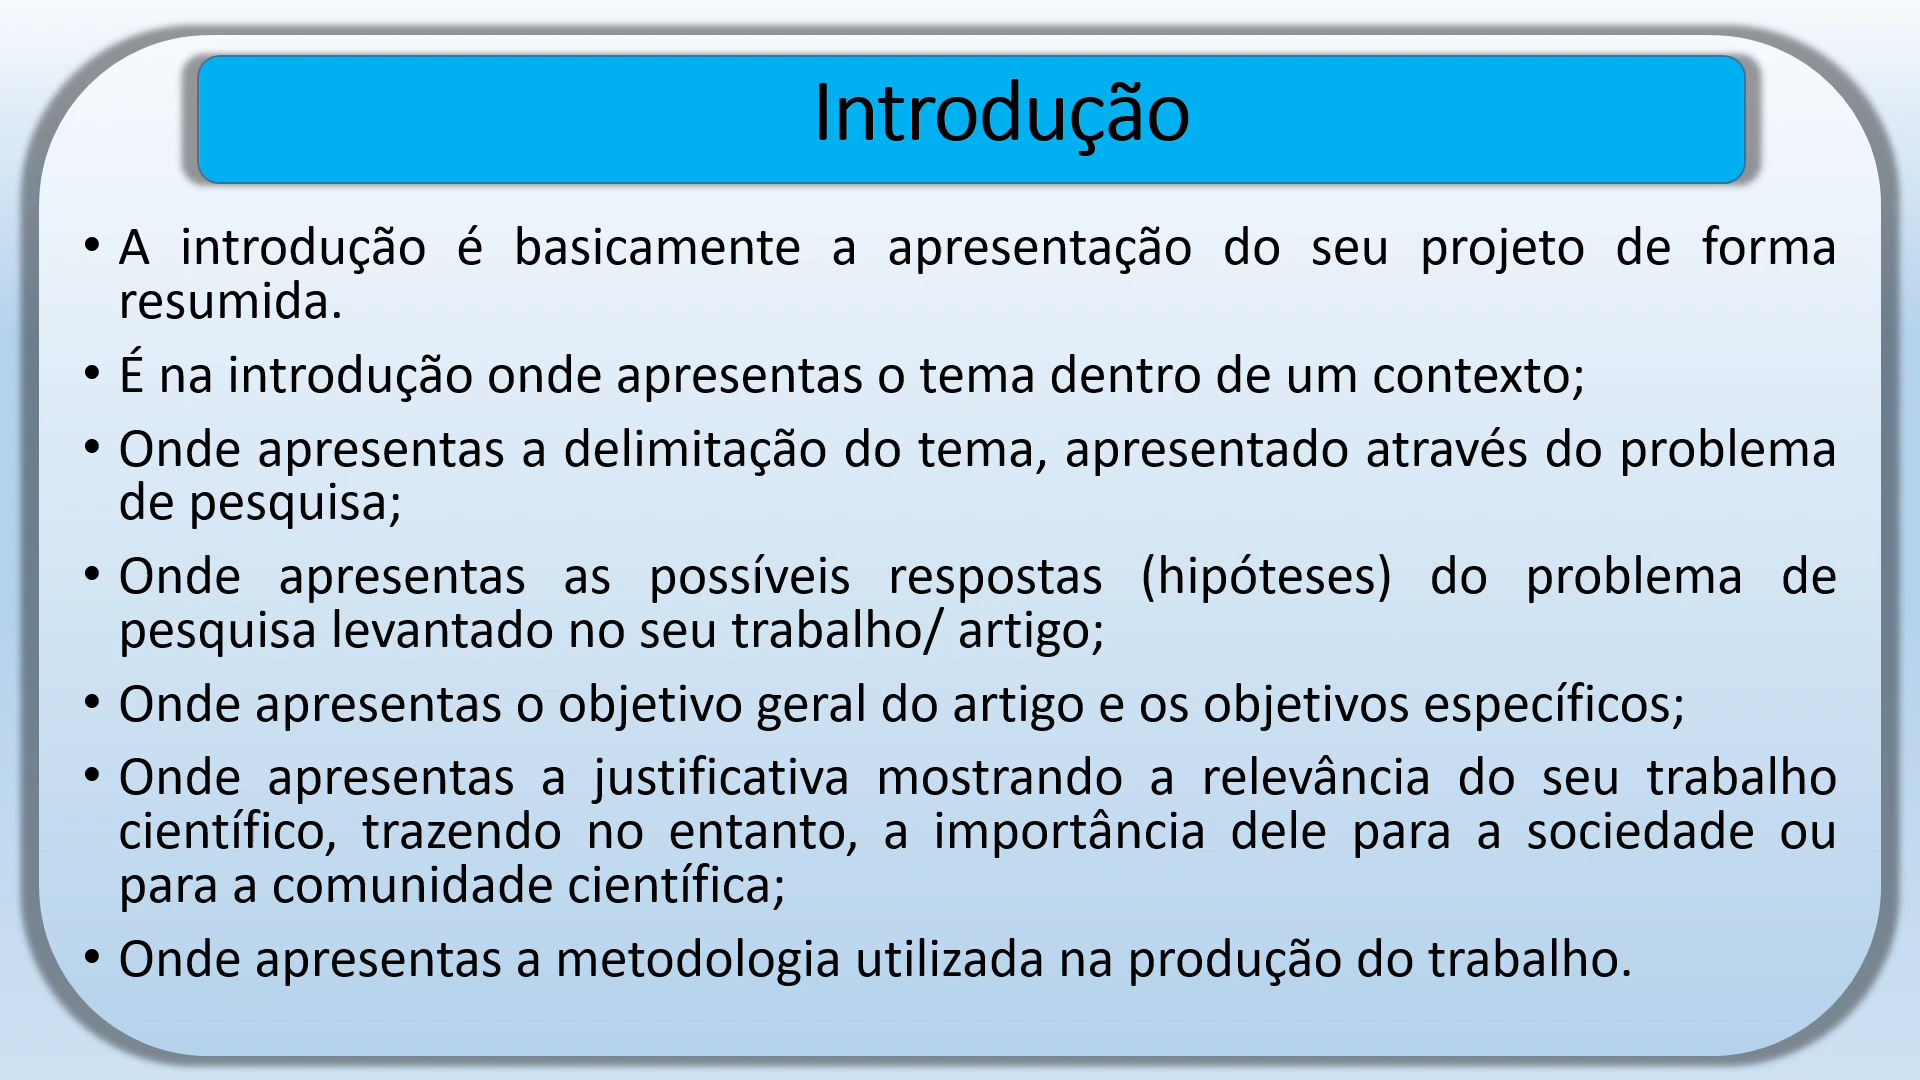 Introdução
• A introdução é basicamente a apresentação do seu projeto de forma
resumida.
• É na introdução onde apresentas o tema dentro de um contexto;
• Onde apresentas a delimitação do tema, apresentado através do problema
de pesquisa;
• Onde apresentas as possíveis respostas (hipóteses) do problema de
pesquisa levantado no seu trabalho/ artigo;
• Onde apresentas o objetivo geral do artigo e os objetivos específicos;
• Onde apresentas a justificativa mostrando a relevância do seu trabalho
científico, trazendo no entanto, a importância dele para a sociedade ou
para a comunidade científica;
• Onde apresentas a metodologia utilizada na produção do trabalho.